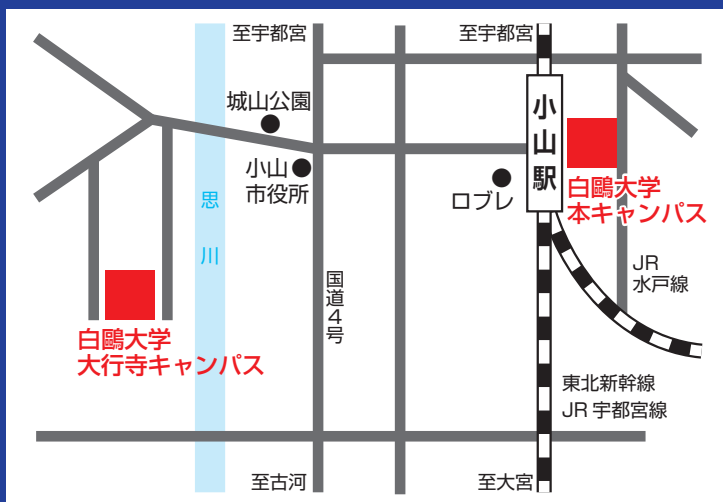 至宇都宮
至宇都宮
城山公園
小山駅
小山
市役所
ロブレ
白鷗大学
本キャンパス
思川
国道4号
JR
水戸線
白鷗大学
大行寺キャンパス
東北新幹線
JR 宇都宮線
至古河
至大宮